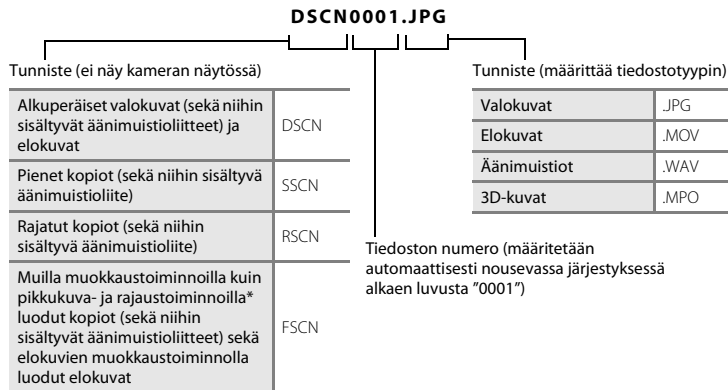 DSCN0001.JPG
Tunniste (ei näy kameran näytössä)
Alkuperäiset valokuvat (sekä niihin
sisältyvät äänimuistioliitteet) ja
elokuvat
DSCN
Pienet kopiot (sekä niihin sisältyvä
äänimuistioliite)
SSCN
Rajatut kopiot (sekä niihin
sisältyvä äänimuistioliite)
RSCN
Muilla muokkaustoiminnoilla kuin
pikkukuva- ja rajaustoiminnoilla*
luodut kopiot (sekä niihin
sisältyvät äänimuistioliitteet) sekä
elokuvien muokkaustoiminnolla
luodut elokuvat
FSCN
Tiedoston numero (määritetään
automaattisesti nousevassa järjestyksessä
alkaen luvusta "0001")
Tunniste (määrittää tiedostotyypin)
Valokuvat .JPG
Elokuvat .MOV
Äänimuistiot .WAV
3D-kuvat .MPO